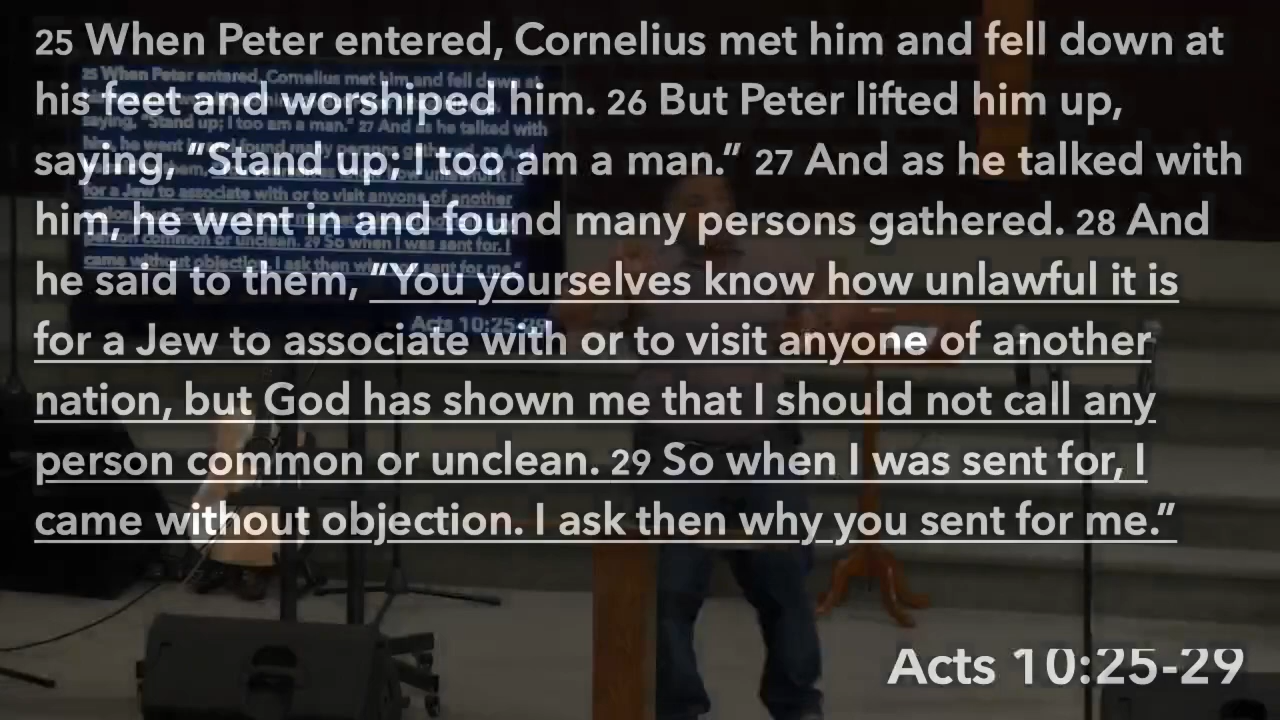 25 When Peter entered, Cornelius met him and fell down at
his feet and worshiped him. 26 But Peter lifted him up,
saying, “Stand up; I too am a man.” 27 And as he talked with
him, he went in and found many persons gathered. 28 And
he said to them, “You yourselves know how unlawful it is
for a Jew to associate with or to visit anyone of another
nation, but God has shown me that I should not call any
person common or unclean. 29 So when I was sent for, I
came without objection. I ask then why you sent for me.”
Acts 10:25-29